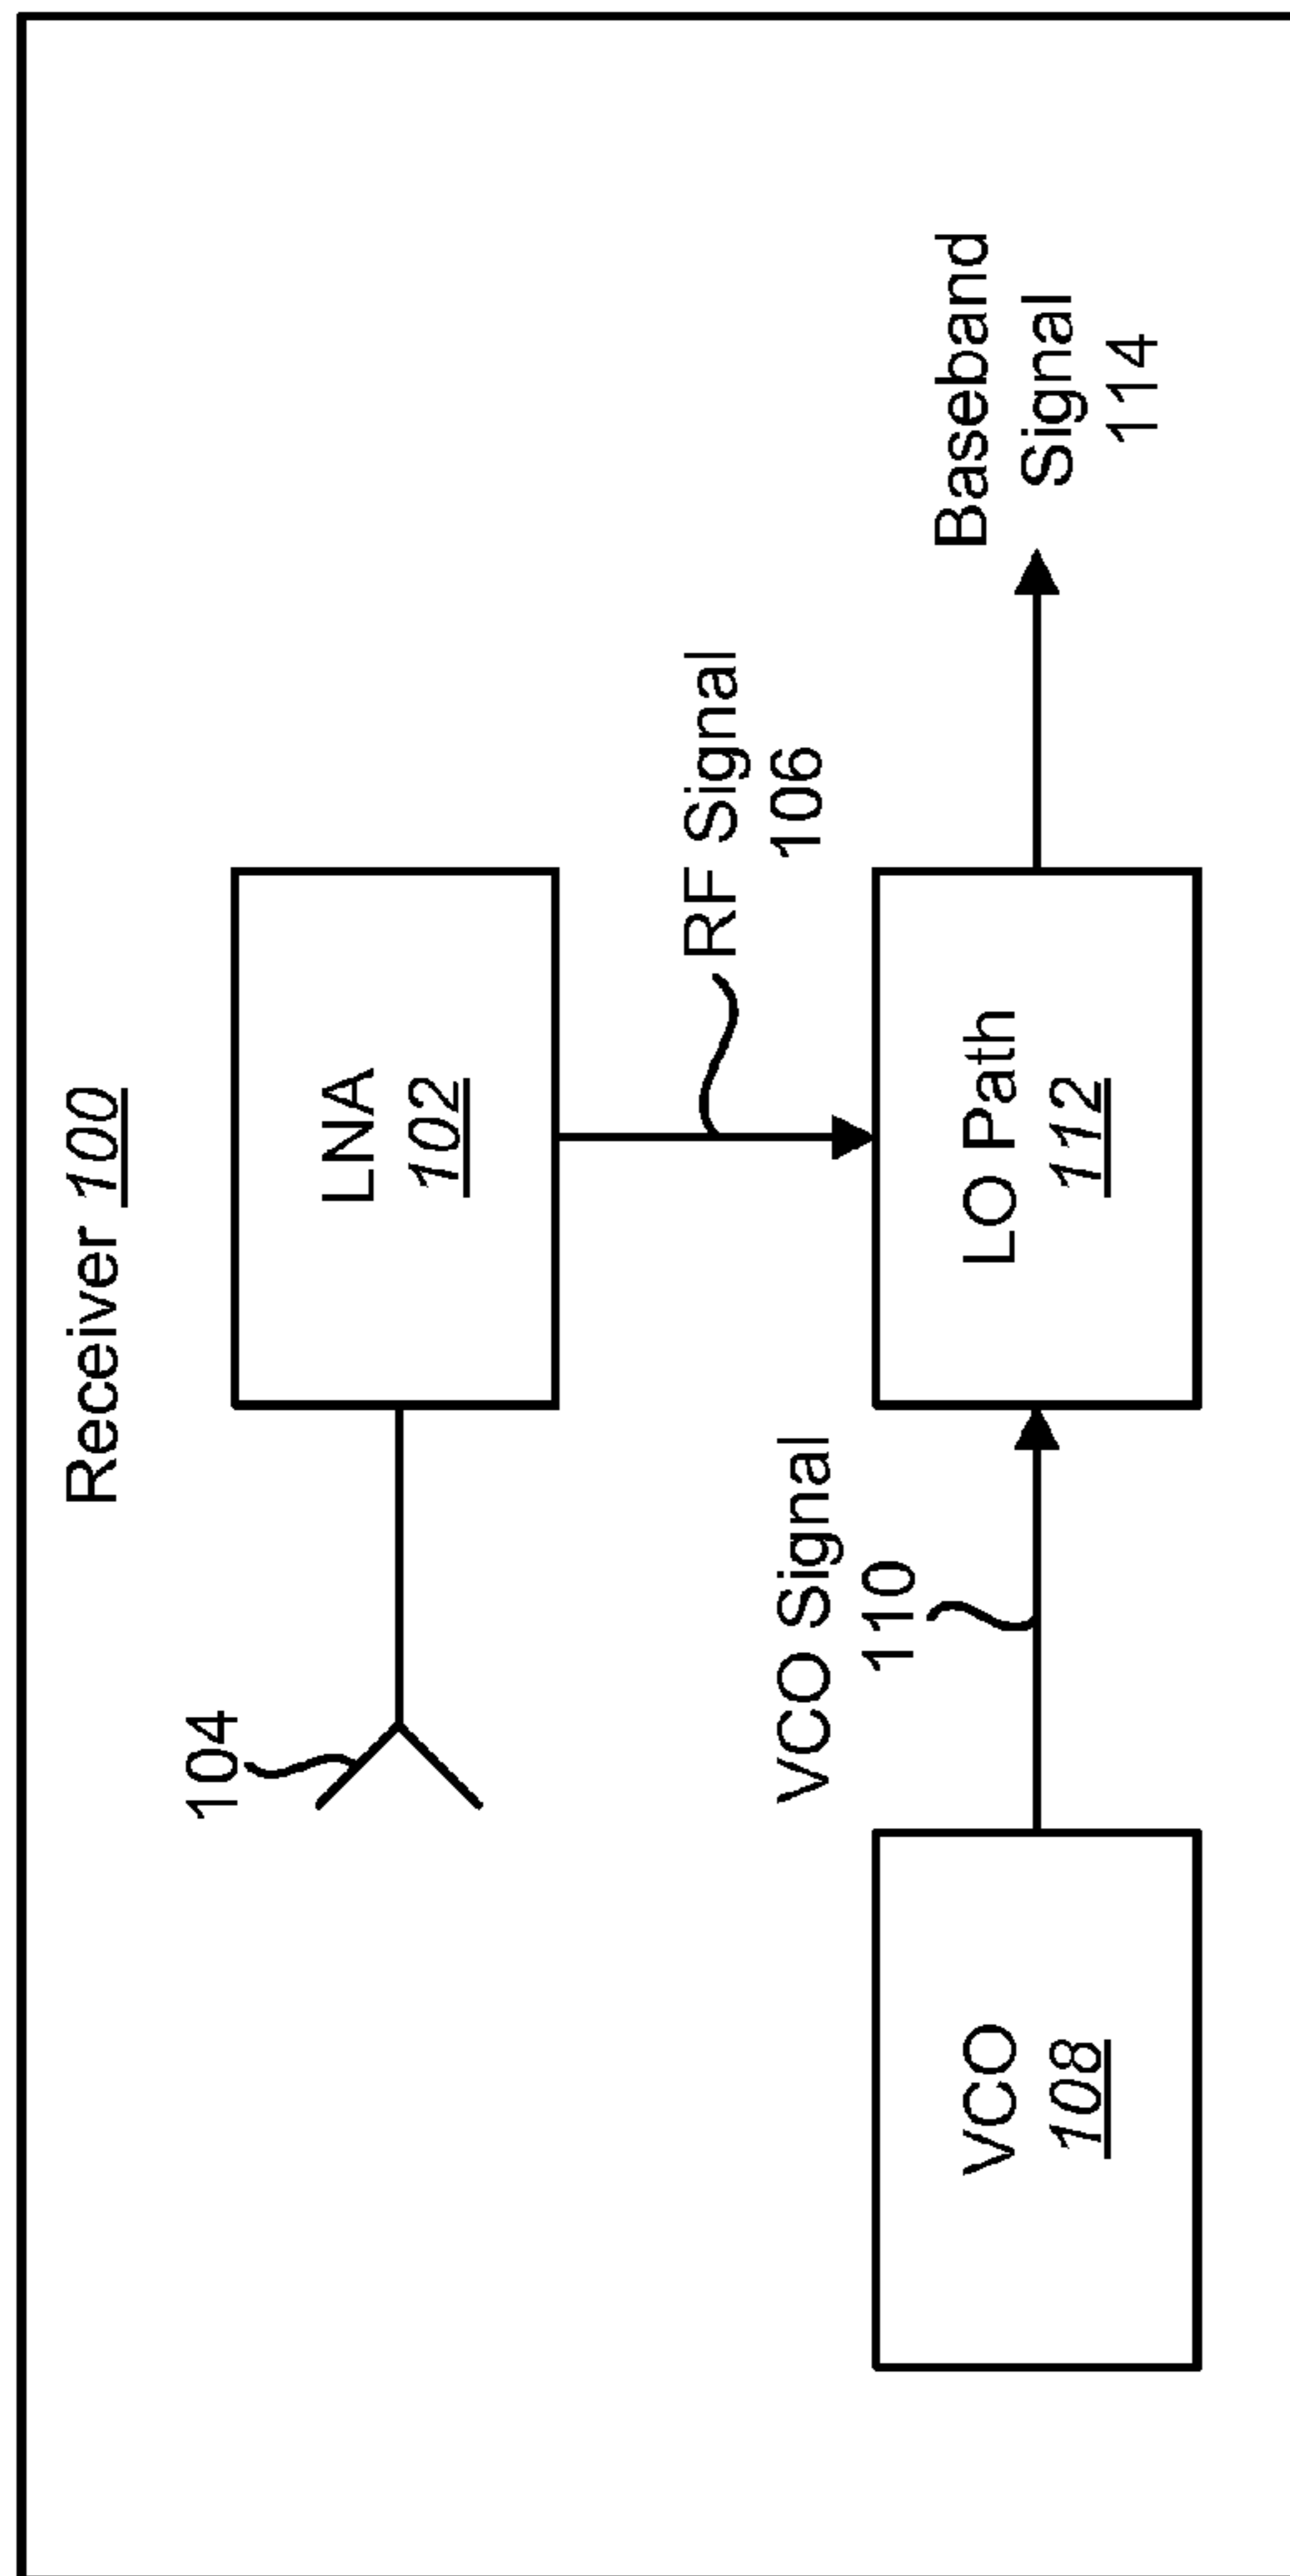 Receiver 100
104
LNA
102
RF Signal
106
VCO Signal
110
VCO
108
LO Path
112
Baseband
Signal
114